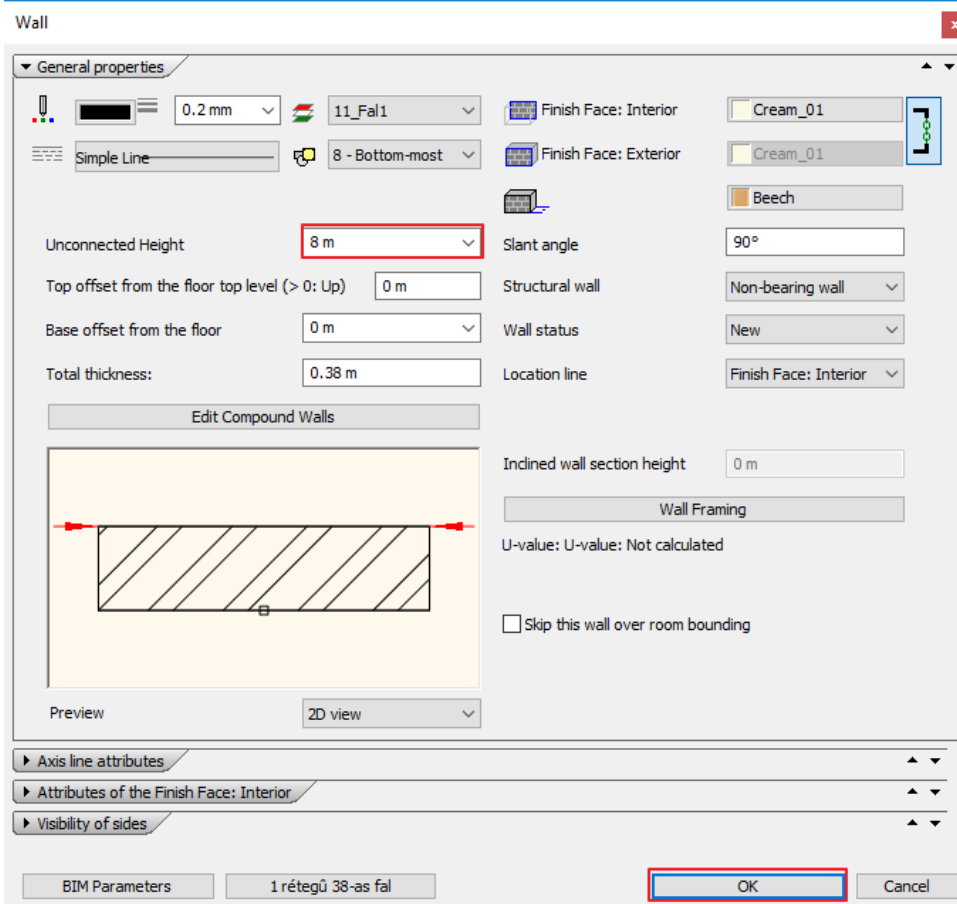 Wall
General properties
0.2 mm
11_Fal1
Finish Face: Interior
Cream_01
Simple Line
8 - Bottom-most
Finish Face: Exterior
Cream_01
Beech
Unconnected Height
8 m
Slant angle
90°
Top offset from the floor top level (> 0: Up)
0 m
Structural wall
Non-bearing wall
Base offset from the floor
0 m
Wall status
New
Total thickness:
0.38 m
Location line
Finish Face: Interior
Edit Compound Walls
Inclined wall section height
0 m
Wall Framing
U-value: U-value: Not calculated
Skip this wall over room bounding
Preview
2D view
Axis line attributes
Attributes of the Finish Face: Interior
Visibility of sides
BIM Parameters
1 rétegû 38-as fal
OK
Cancel